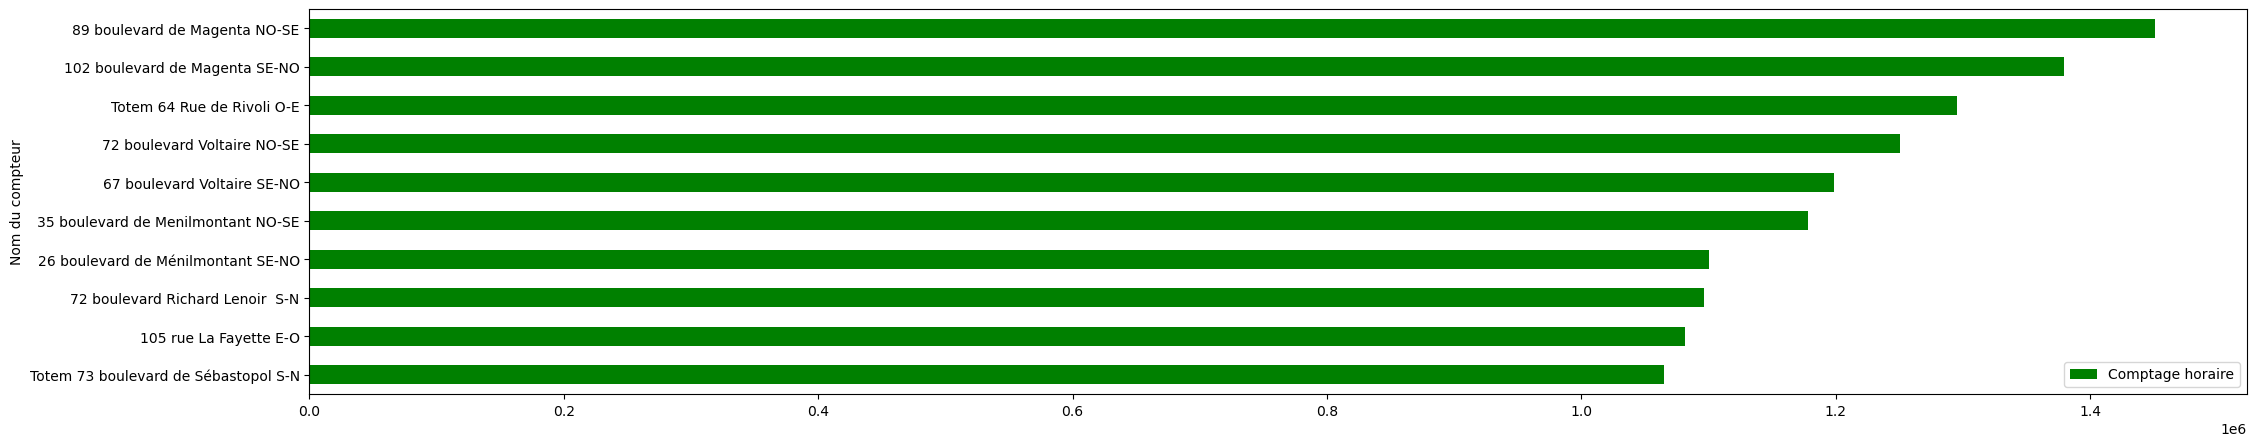 Nom du compteur
89 boulevard de Magenta NO-SE
102 boulevard de Magenta SE-NO
Totem 64 Rue de Rivoli O-E
72 boulevard Voltaire NO-SE
67 boulevard Voltaire SE-NO
35 boulevard de Menilmontant NO-SE
26 boulevard de Ménilmontant SE-NO
72 boulevard Richard Lenoir  S-N
105 rue La Fayette E-O
Totem 73 boulevard de Sébastopol S-N
Comptage horaire
0.0 0.2 0.4 0.6 0.8 1.0 1.2 1.4
1e6